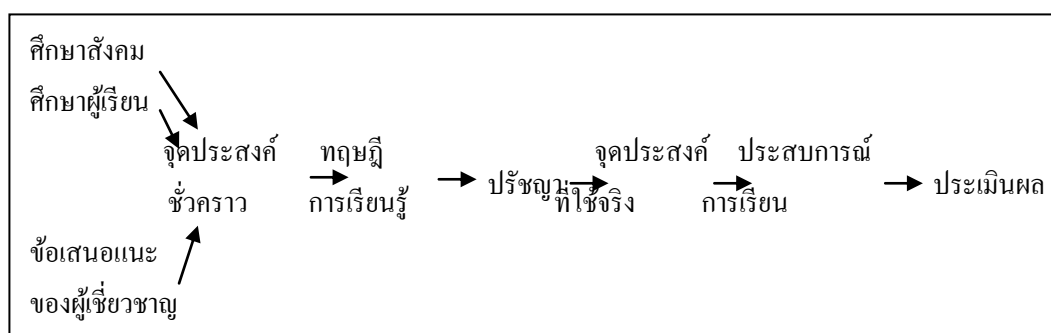 ศึกษาสังคม
ศึกษาผู้เรียน
จุดประสงค์ ทฤษฎี จุดประสงค์ ประสบการณ์
ชั่วคราว การเรียนรู้ ปรัชญา ที่ใช้จริง การเรียน ประเมินผล
ข้อเสนอแนะ
ของผู้เชี่ยวชาญ